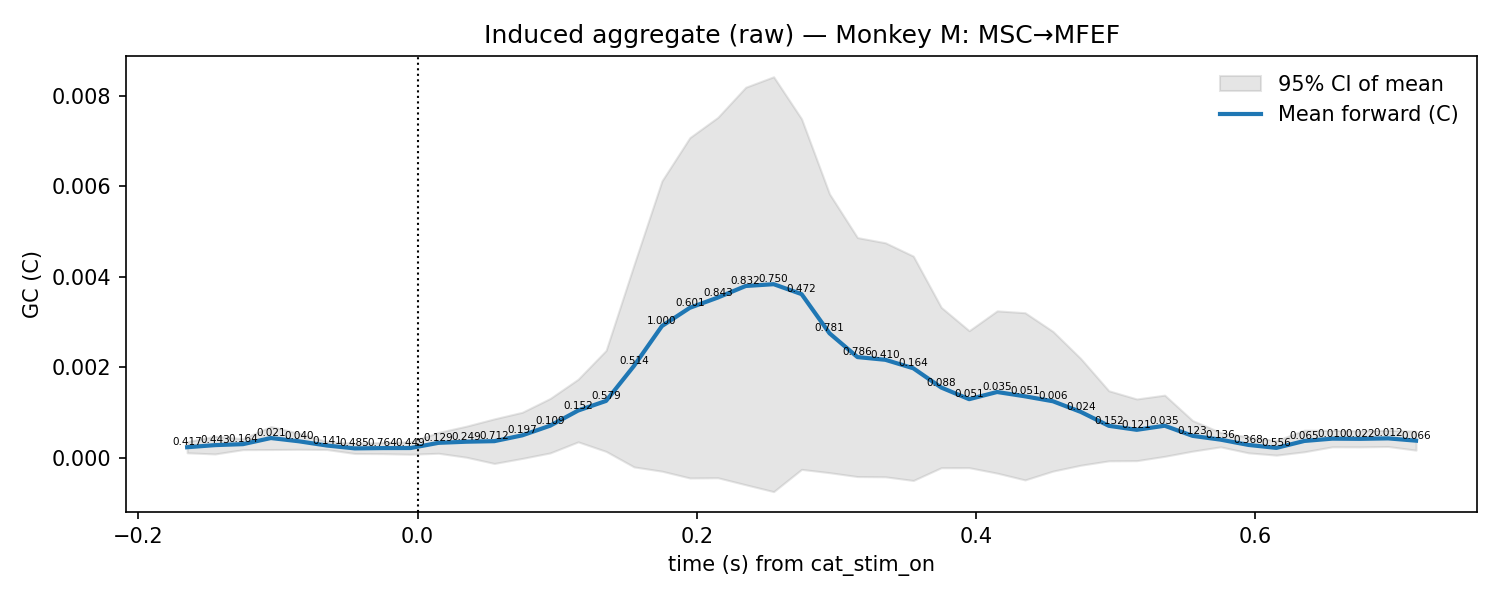 Induced aggregate (raw) — Monkey M: MSC→MFEF
95% CI of mean
Mean forward (C)
GC (C)
0.008
0.006
0.004
0.002
0.000
0.417 0.443 0.164 0.021 0.040 0.141 0.485 0.764 0.449 0.129 0.249 0.712 0.197 0.109 0.152 0.579 0.514 1.000 0.601 0.843 0.832 0.750 0.472 0.781 0.786 0.410 0.164 0.088 0.051 0.035 0.051 0.006 0.024 0.152 0.121 0.035 0.123 0.136 0.368 0.556 0.065 0.010 0.022 0.012 0.066
−0.2 0.0 0.2 0.4 0.6
time (s) from cat_stim_on